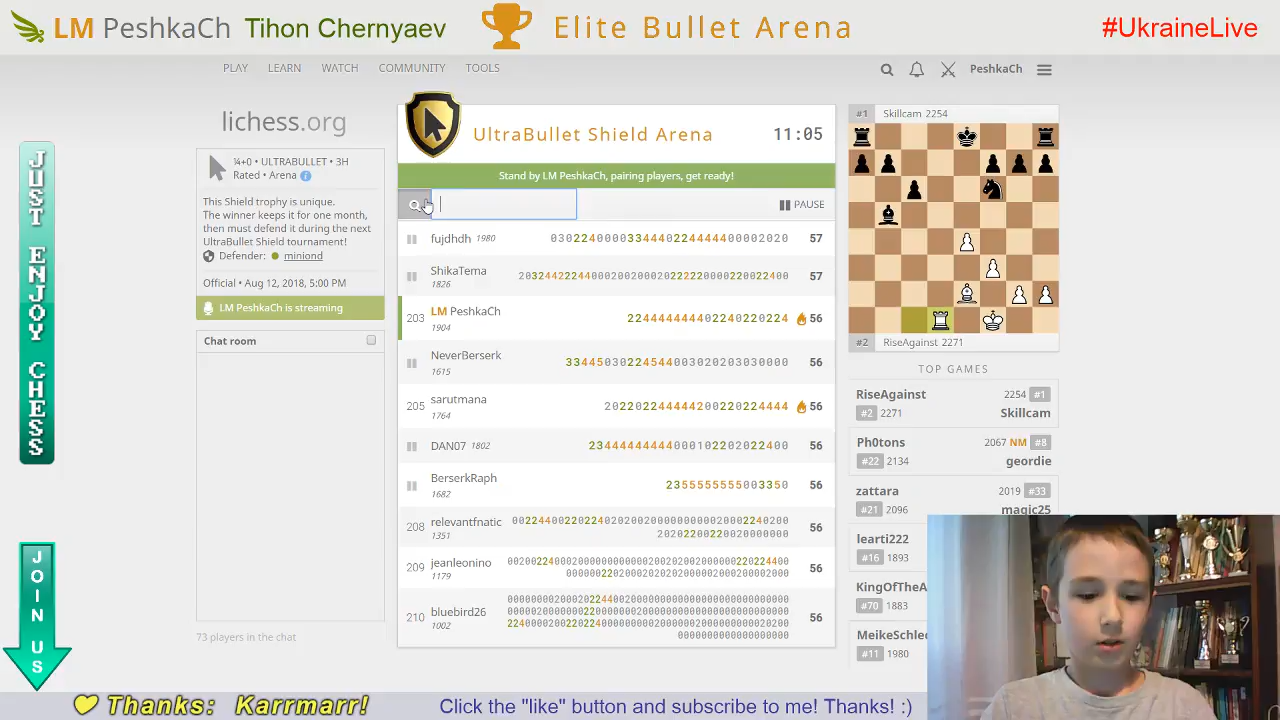 LM PeshkaCh Tihon Chernyaev
Elite Bullet Arena
#UkraineLive
PLAY LEARN WATCH COMMUNITY TOOLS
PeshkaCh
lichess.org
¼+0 • ULTRABULLET • 3H
Rated • Arena
This Shield trophy is unique.
The winner keeps it for one month,
then must defend it during the next
UltraBullet Shield tournament!
Defender: miniond
Official • Aug 12, 2018, 5:00 PM
LM PeshkaCh is streaming
Chat room
73 players in the chat
JUST ENJOY CHESS
JOIN US
UltraBullet Shield Arena 11:05
Stand by LM PeshkaCh, pairing players, get ready!
PAUSE
fujdhdh 1980 57
ShikaTema 57
1826
203 LM PeshkaCh 224444444402240220224 56
1904
NeverBerserk 56
1615
205 sarutmana 56
1764
DAN07 1802 56
BerserkRaph 56
1682
208 relevantfnatic 56
1351
209 jeanleonino 56
1179
210 bluebird26 56
1002
#1 Skillcam 2254
#2 RiseAgainst 2271
TOP GAMES
RiseAgainst 2254 #1
#2 2271 Skillcam
Ph0tons 2067 NM #8
#22 2134 geordie
zattara 2019 #33
#21 2096 magic25
learti222
#16 1893
KingOfTheA
#70 1883
MeikeSchle
#11 1980
Thanks: Karrmarr!
Click the "like" button and subscribe to me! Thanks! :)